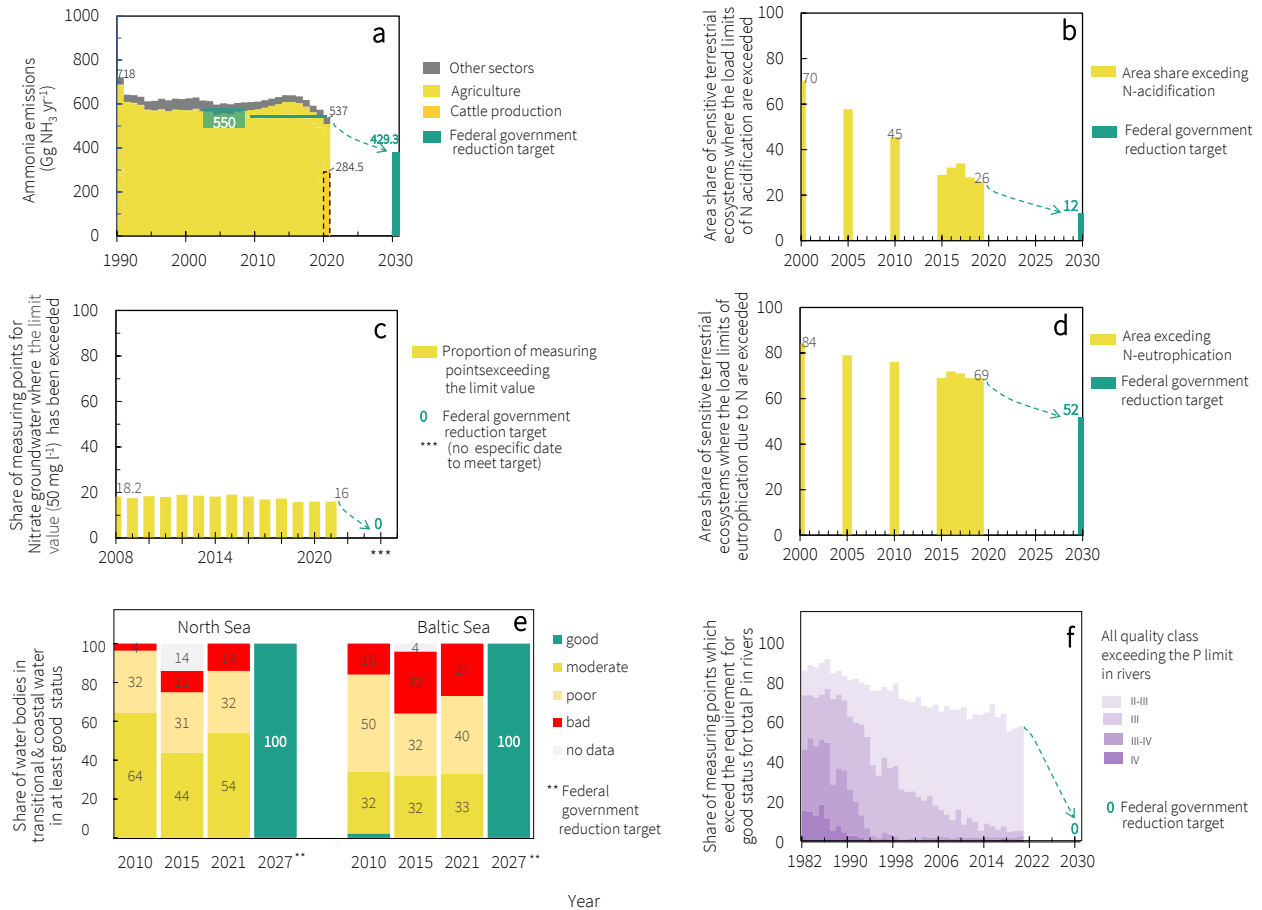 a
Ammonia emissions
(Gg NH3 yr-1)
1000
800
600
400
200
0
718
550
537
429.3
284.5
1990
2000
2010
2020
2030
Other sectors
Agriculture
Cattle production
Federal government
reduction target
b
Area share of sensitive terrestrial
ecosystems where the load limits
of N acidification are exceeded
100
80
60
40
20
0
70
45
26
12
2000
2005
2010
2015
2020
2030
Area share exceding
N-acidification
Federal government
reduction target
c
Share of measuring points for
Nitrate groundwater where the limit
value (50 mg l-1) has been exceeded
100
80
60
40
20
0
18.2
16
0
2008
2014
2020
***
Proportion of measuring
pointsexceeding
the limit value
0 Federal government
reduction target
*** (no especific date
to meet target)
d
Area share of sensitive terrestrial
ecosystems where the load limits of
eutrophication due to N are exceeded
100
80
60
40
20
0
84
69
52
2000
2005
2010
2015
2020
2030
Area exceding
N-eutrophication
Federal government
reduction target
e
Share of water bodies in
transitional & coastal water
in at least good status
North Sea
Baltic Sea
100
80
60
40
20
0
4
32
64
14
11
31
44
14
32
54
100
16
50
32
4
32
32
32
27
40
33
100
2010
2015
2021
2027**
2010
2015
2021
2027**
good
moderate
poor
bad
no data
** Federal
government
reduction target
f
Share of measuring points which
exceed the requirement for
good status for total P in rivers
100
80
60
40
20
0
0
1982
1990
1998
2006
2014
2022
2030
All quality class
exceeding the P limit
in rivers
II-III
III
III-IV
IV
0 Federal government
reduction target
Year